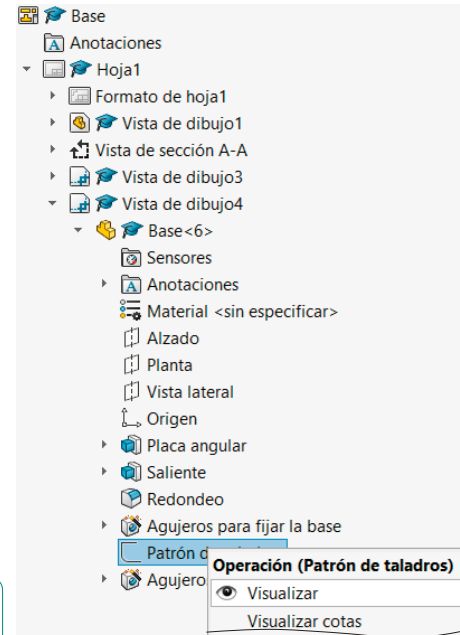 Base
Anotaciones
Hoja1
Formato de hoja1
Vista de dibujo1
Vista de sección A-A
Vista de dibujo3
Vista de dibujo4
Base<6>
Sensores
Anotaciones
Material <sin especificar>
Alzado
Planta
Vista lateral
Origen
Placa angular
Saliente
Redondeo
Agujeros para fijar la base
Patrón
Operación (Patrón de taladros)
Agujero
Visualizar
Visualizar cotas